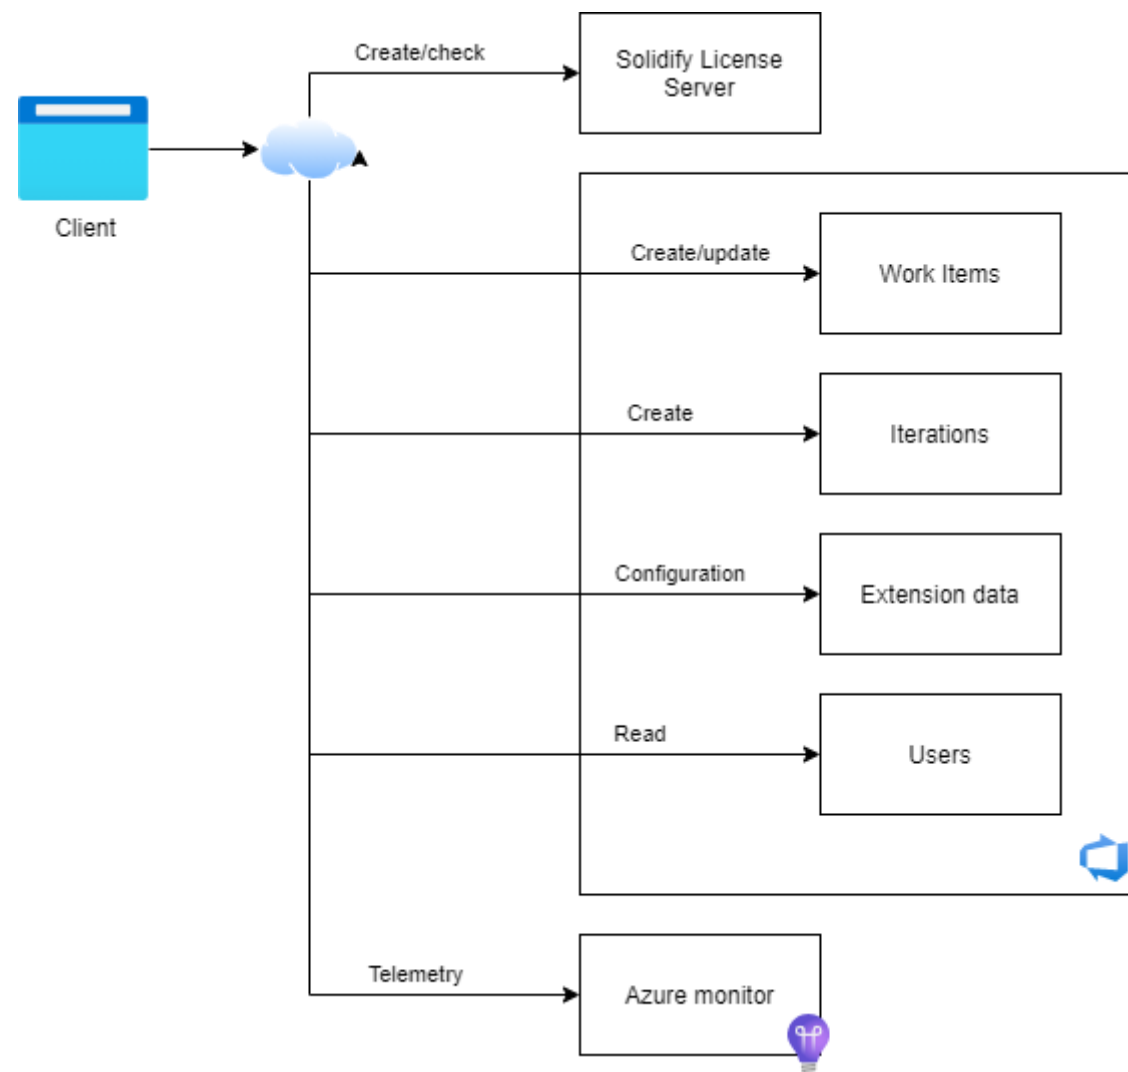 Create/check
Solidify License
Server
Client
Create/update
Work Items
Create
Iterations
Configuration
Extension data
Read
Users
Telemetry
Azure monitor